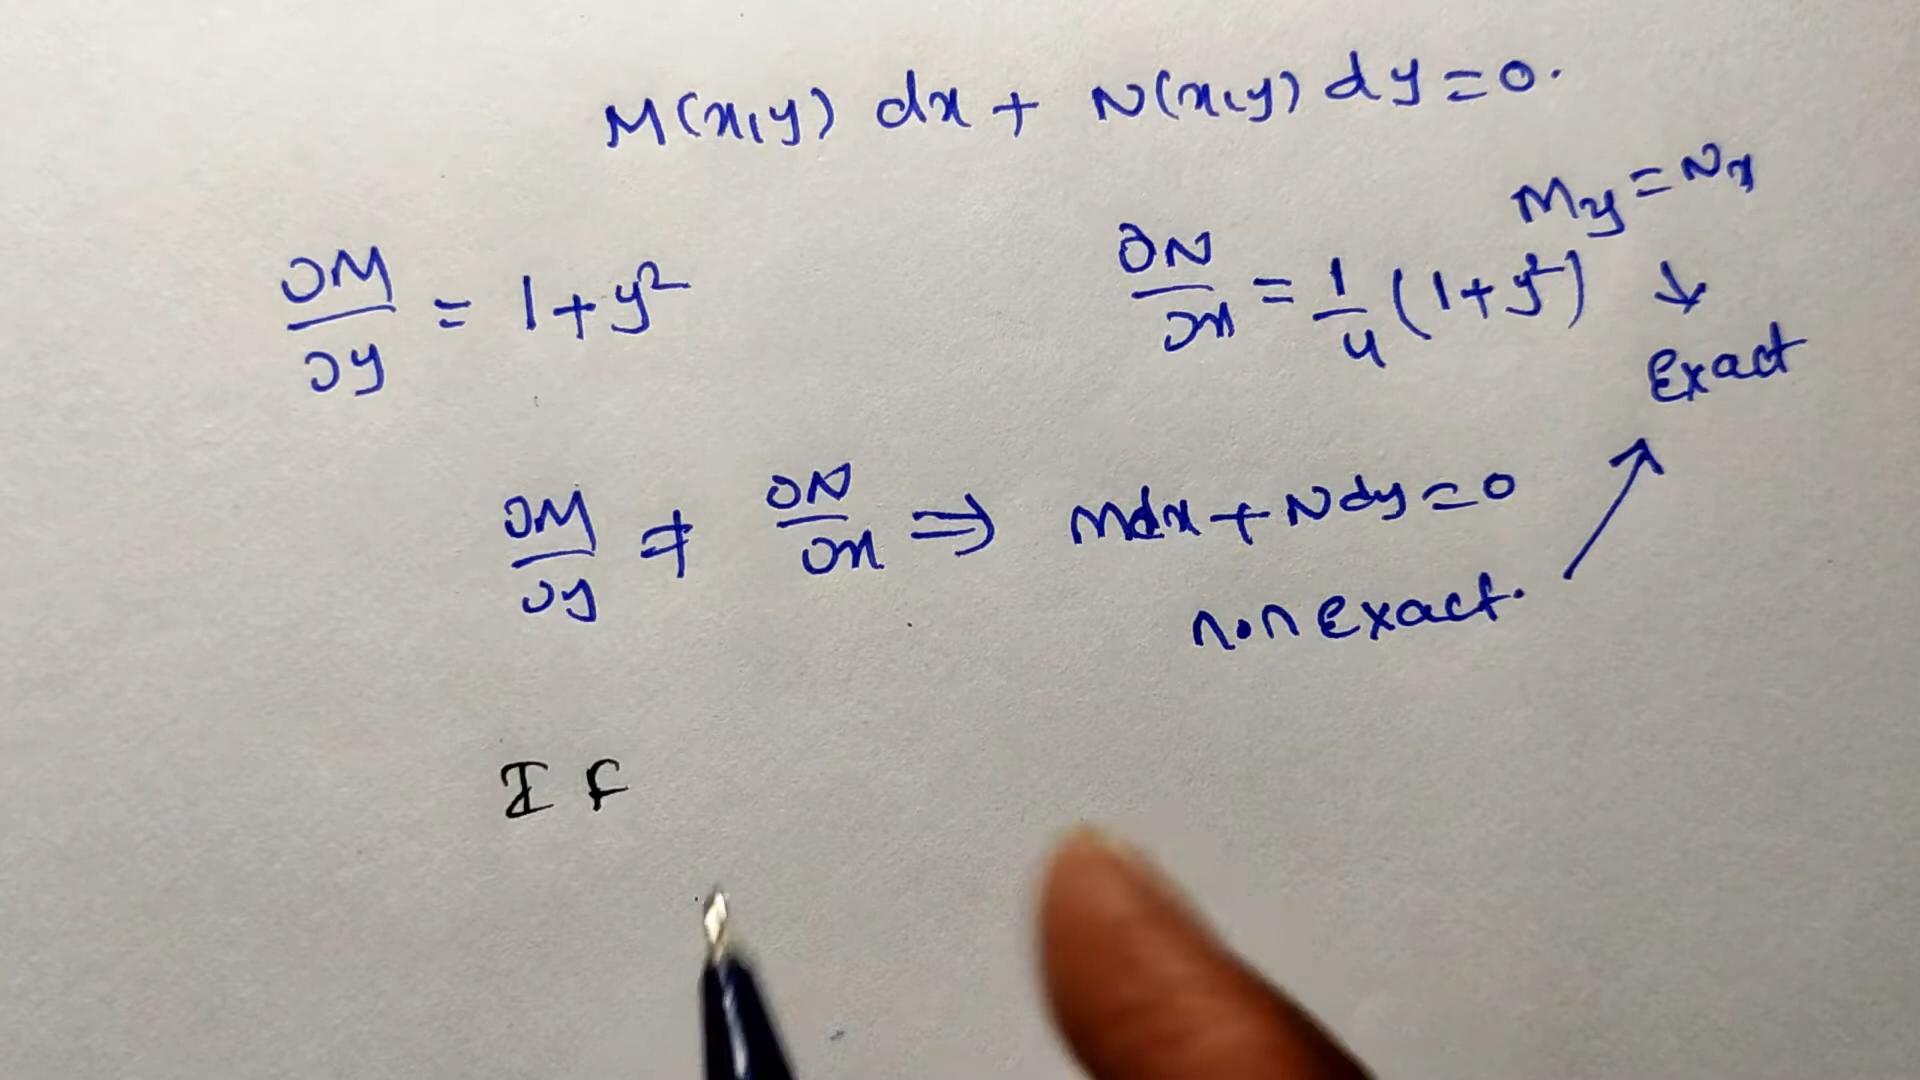 M(x,y) dx + N(x,y) dy = 0.
My = Nx
∂M/∂y = 1 + y²
∂N/∂x = 1/4 (1 + y²)
↓
Exact
∂M/∂y ≠ ∂N/∂x ⇒ Mdx + Ndy = 0
non exact.
I F